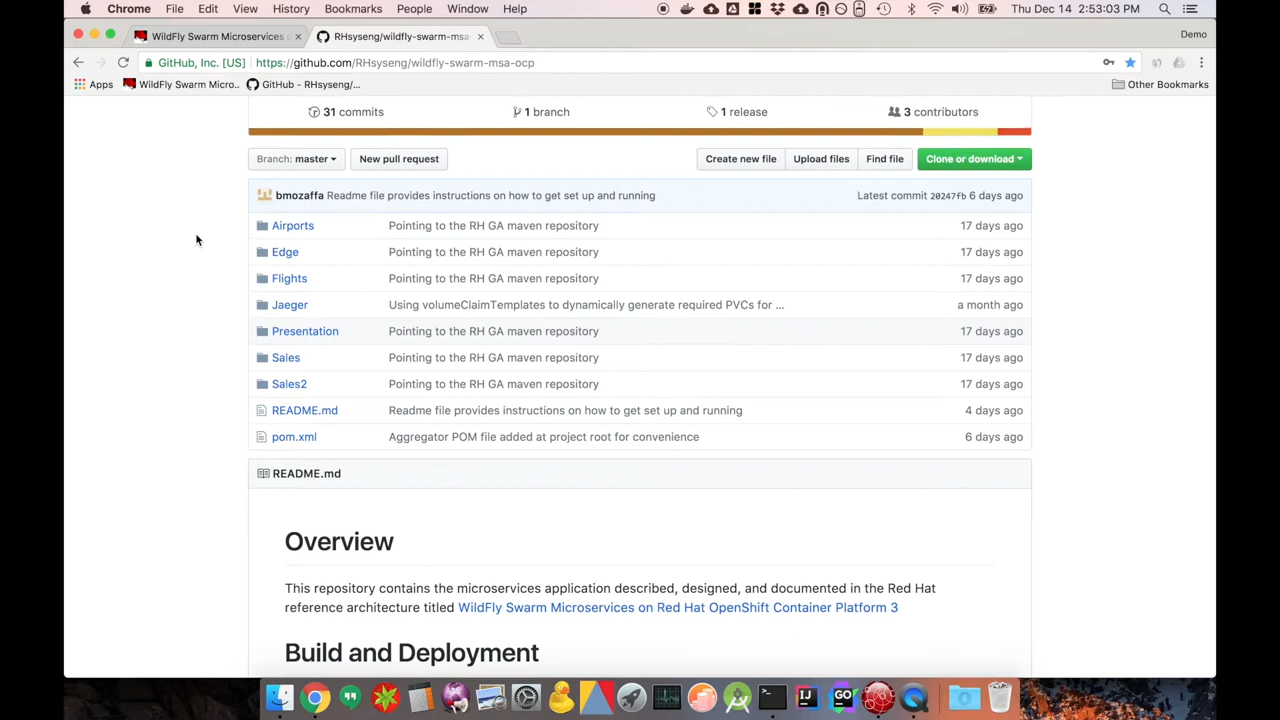 Chrome File Edit View History Bookmarks People Window Help Thu Dec 14 2:53:03 PM
WildFly Swarm Microservices o RHsyseng/wildfly-swarm-msa- Demo
GitHub, Inc. [US] https://github.com/RHsyseng/wildfly-swarm-msa-ocp
Apps WildFly Swarm Micro.. GitHub - RHsyseng/... Other Bookmarks
31 commits 1 branch 1 release 3 contributors
Branch: master New pull request Create new file Upload files Find file Clone or download
bmozaffa Readme file provides instructions on how to get set up and running Latest commit 20247fb 6 days ago
Airports Pointing to the RH GA maven repository 17 days ago
Edge Pointing to the RH GA maven repository 17 days ago
Flights Pointing to the RH GA maven repository 17 days ago
Jaeger Using volumeClaimTemplates to dynamically generate required PVCs for ... a month ago
Presentation Pointing to the RH GA maven repository 17 days ago
Sales Pointing to the RH GA maven repository 17 days ago
Sales2 Pointing to the RH GA maven repository 17 days ago
README.md Readme file provides instructions on how to get set up and running 4 days ago
pom.xml Aggregator POM file added at project root for convenience 6 days ago
README.md
Overview
This repository contains the microservices application described, designed, and documented in the Red Hat
reference architecture titled WildFly Swarm Microservices on Red Hat OpenShift Container Platform 3
Build and Deployment
GO